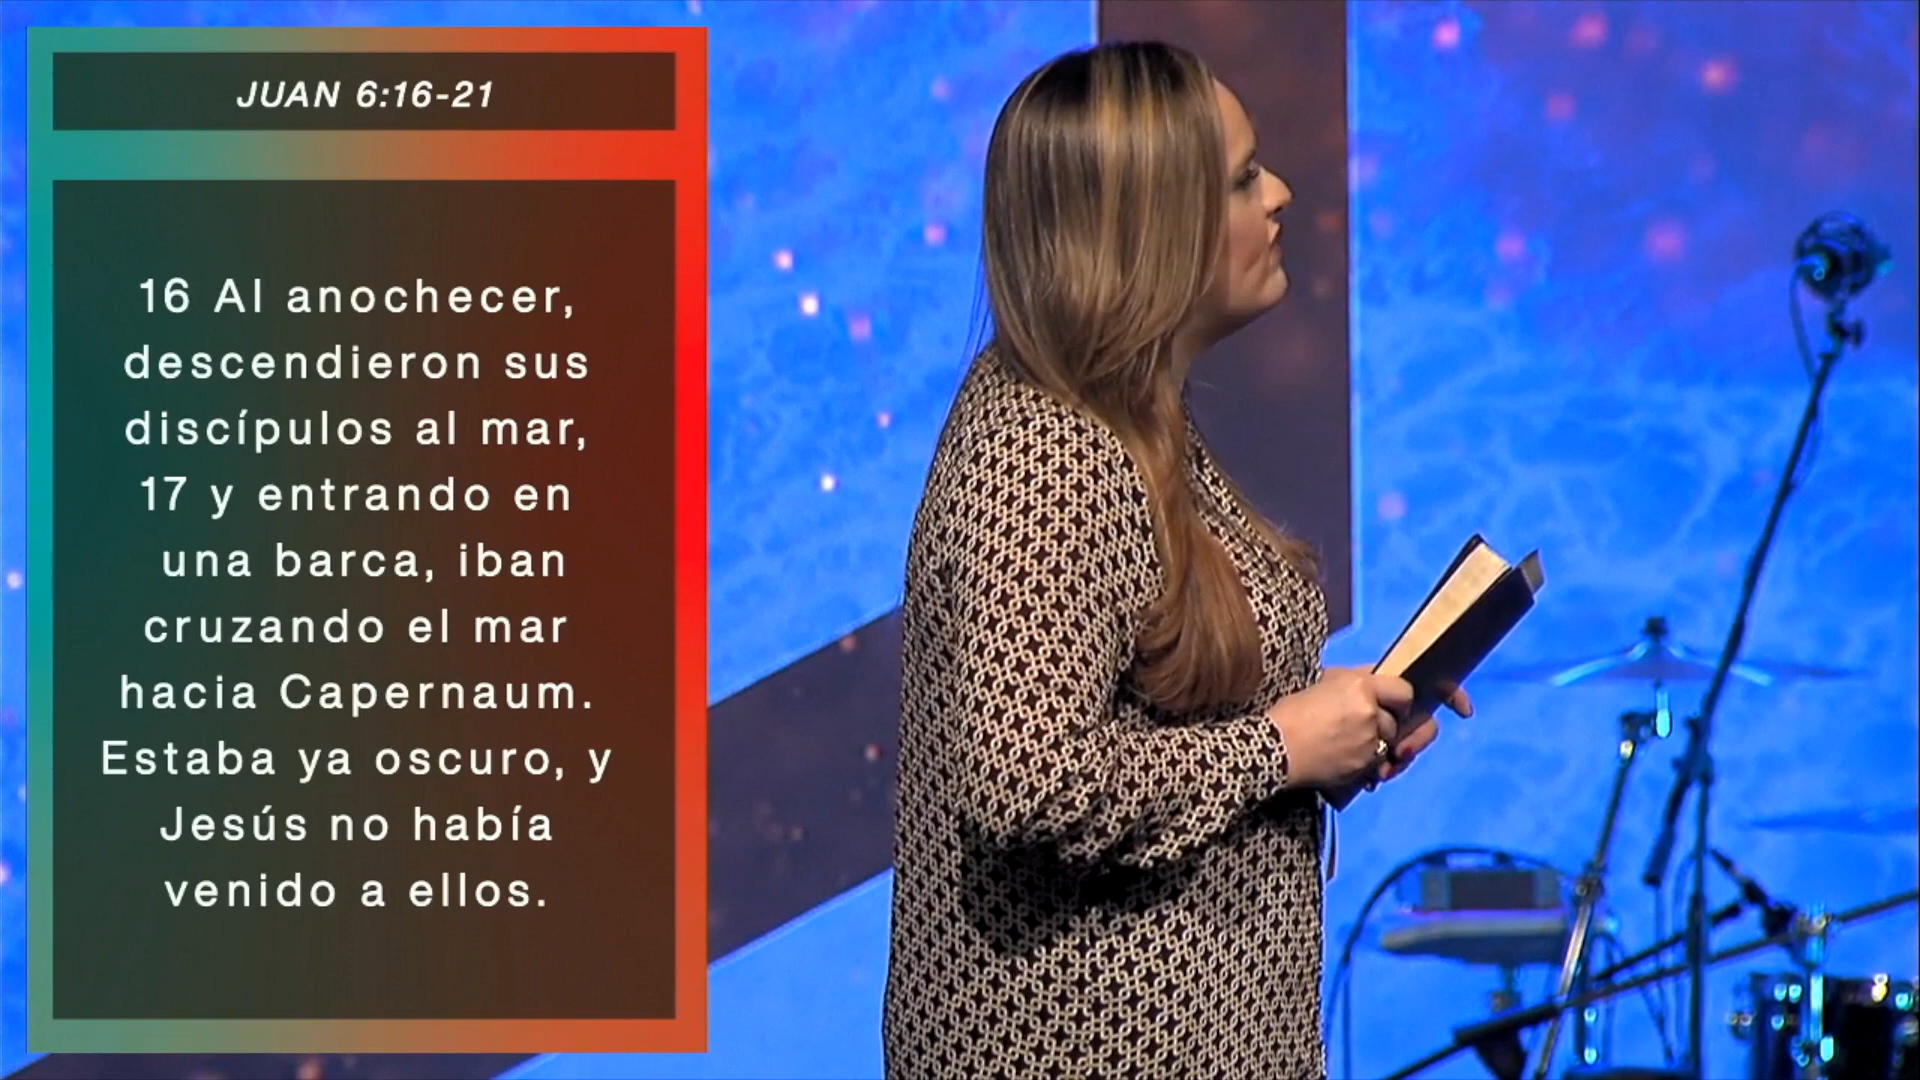 JUAN 6:16-21
16 Al anochecer,
descendieron sus
discípulos al mar,
17 y entrando en
una barca, iban
cruzando el mar
hacia Capernaum.
Estaba ya oscuro, y
Jesús no había
venido a ellos.